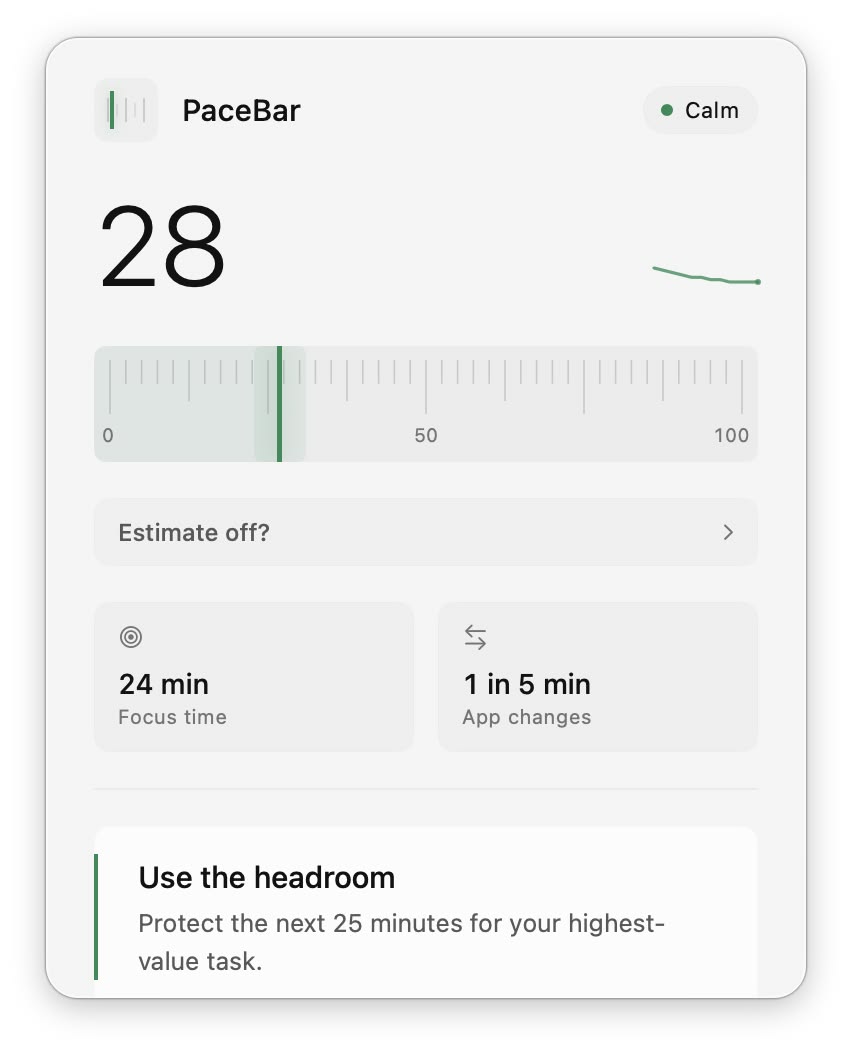 PaceBar
Calm
28
0
50
100
Estimate off?
24 min
Focus time
1 in 5 min
App changes
Use the headroom
Protect the next 25 minutes for your highest-
value task.